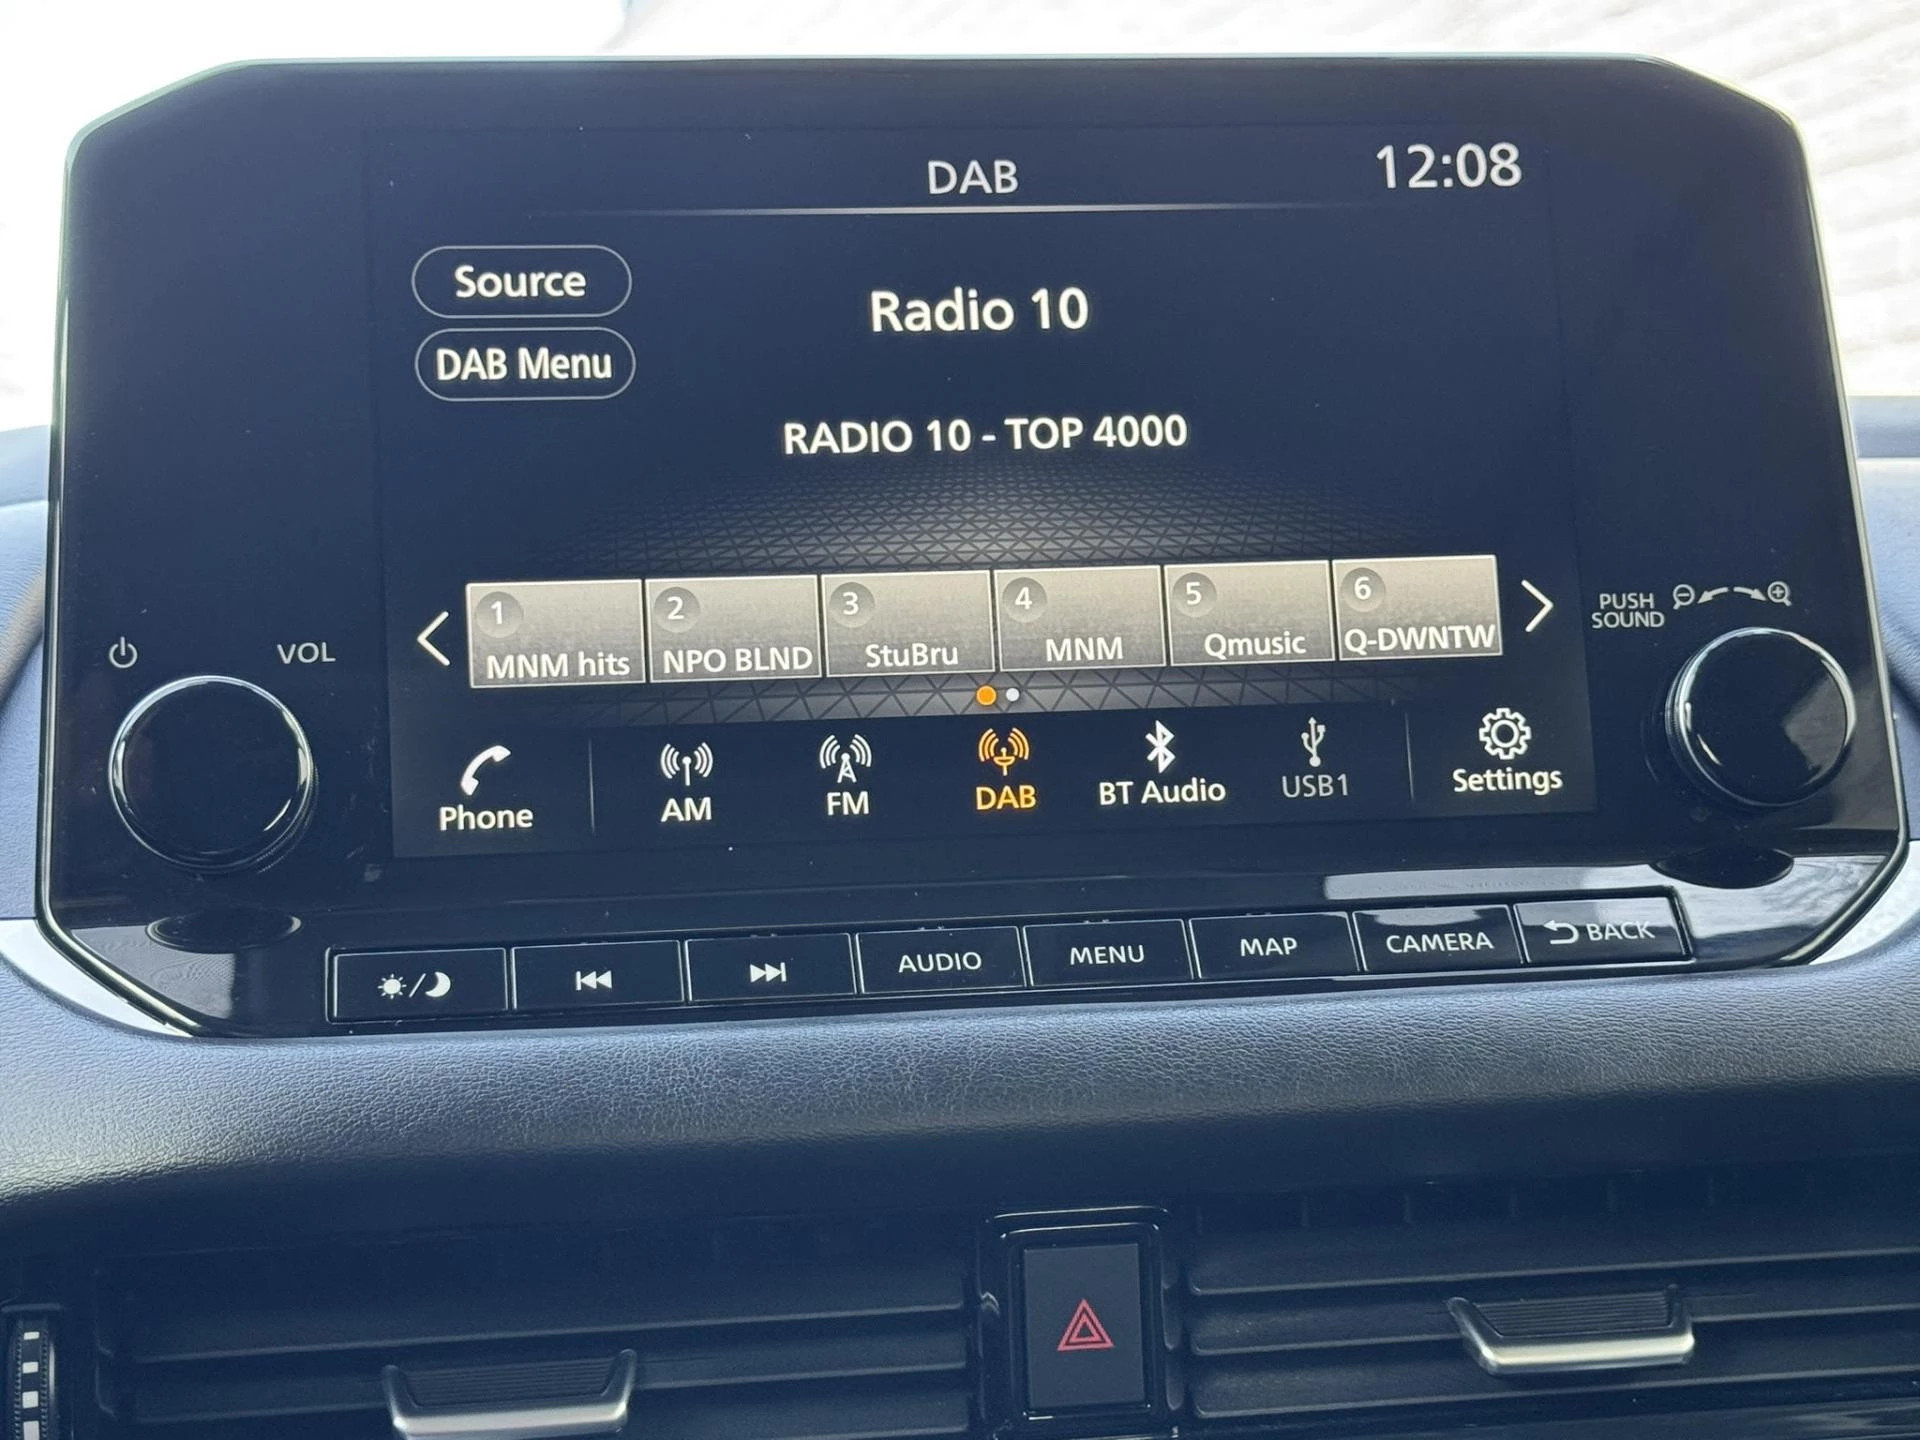 DAB
12:08
Source
Radio 10
DAB Menu
RADIO 10 - TOP 4000
1
2
3
4
5
6
MNM hits
NPO BLND
StuBru
MNM
Qmusic
Q-DWNTW
VOL
PUSH
SOUND
Phone
AM
FM
DAB
BT Audio
USB1
Settings
AUDIO
MENU
MAP
CAMERA
BACK